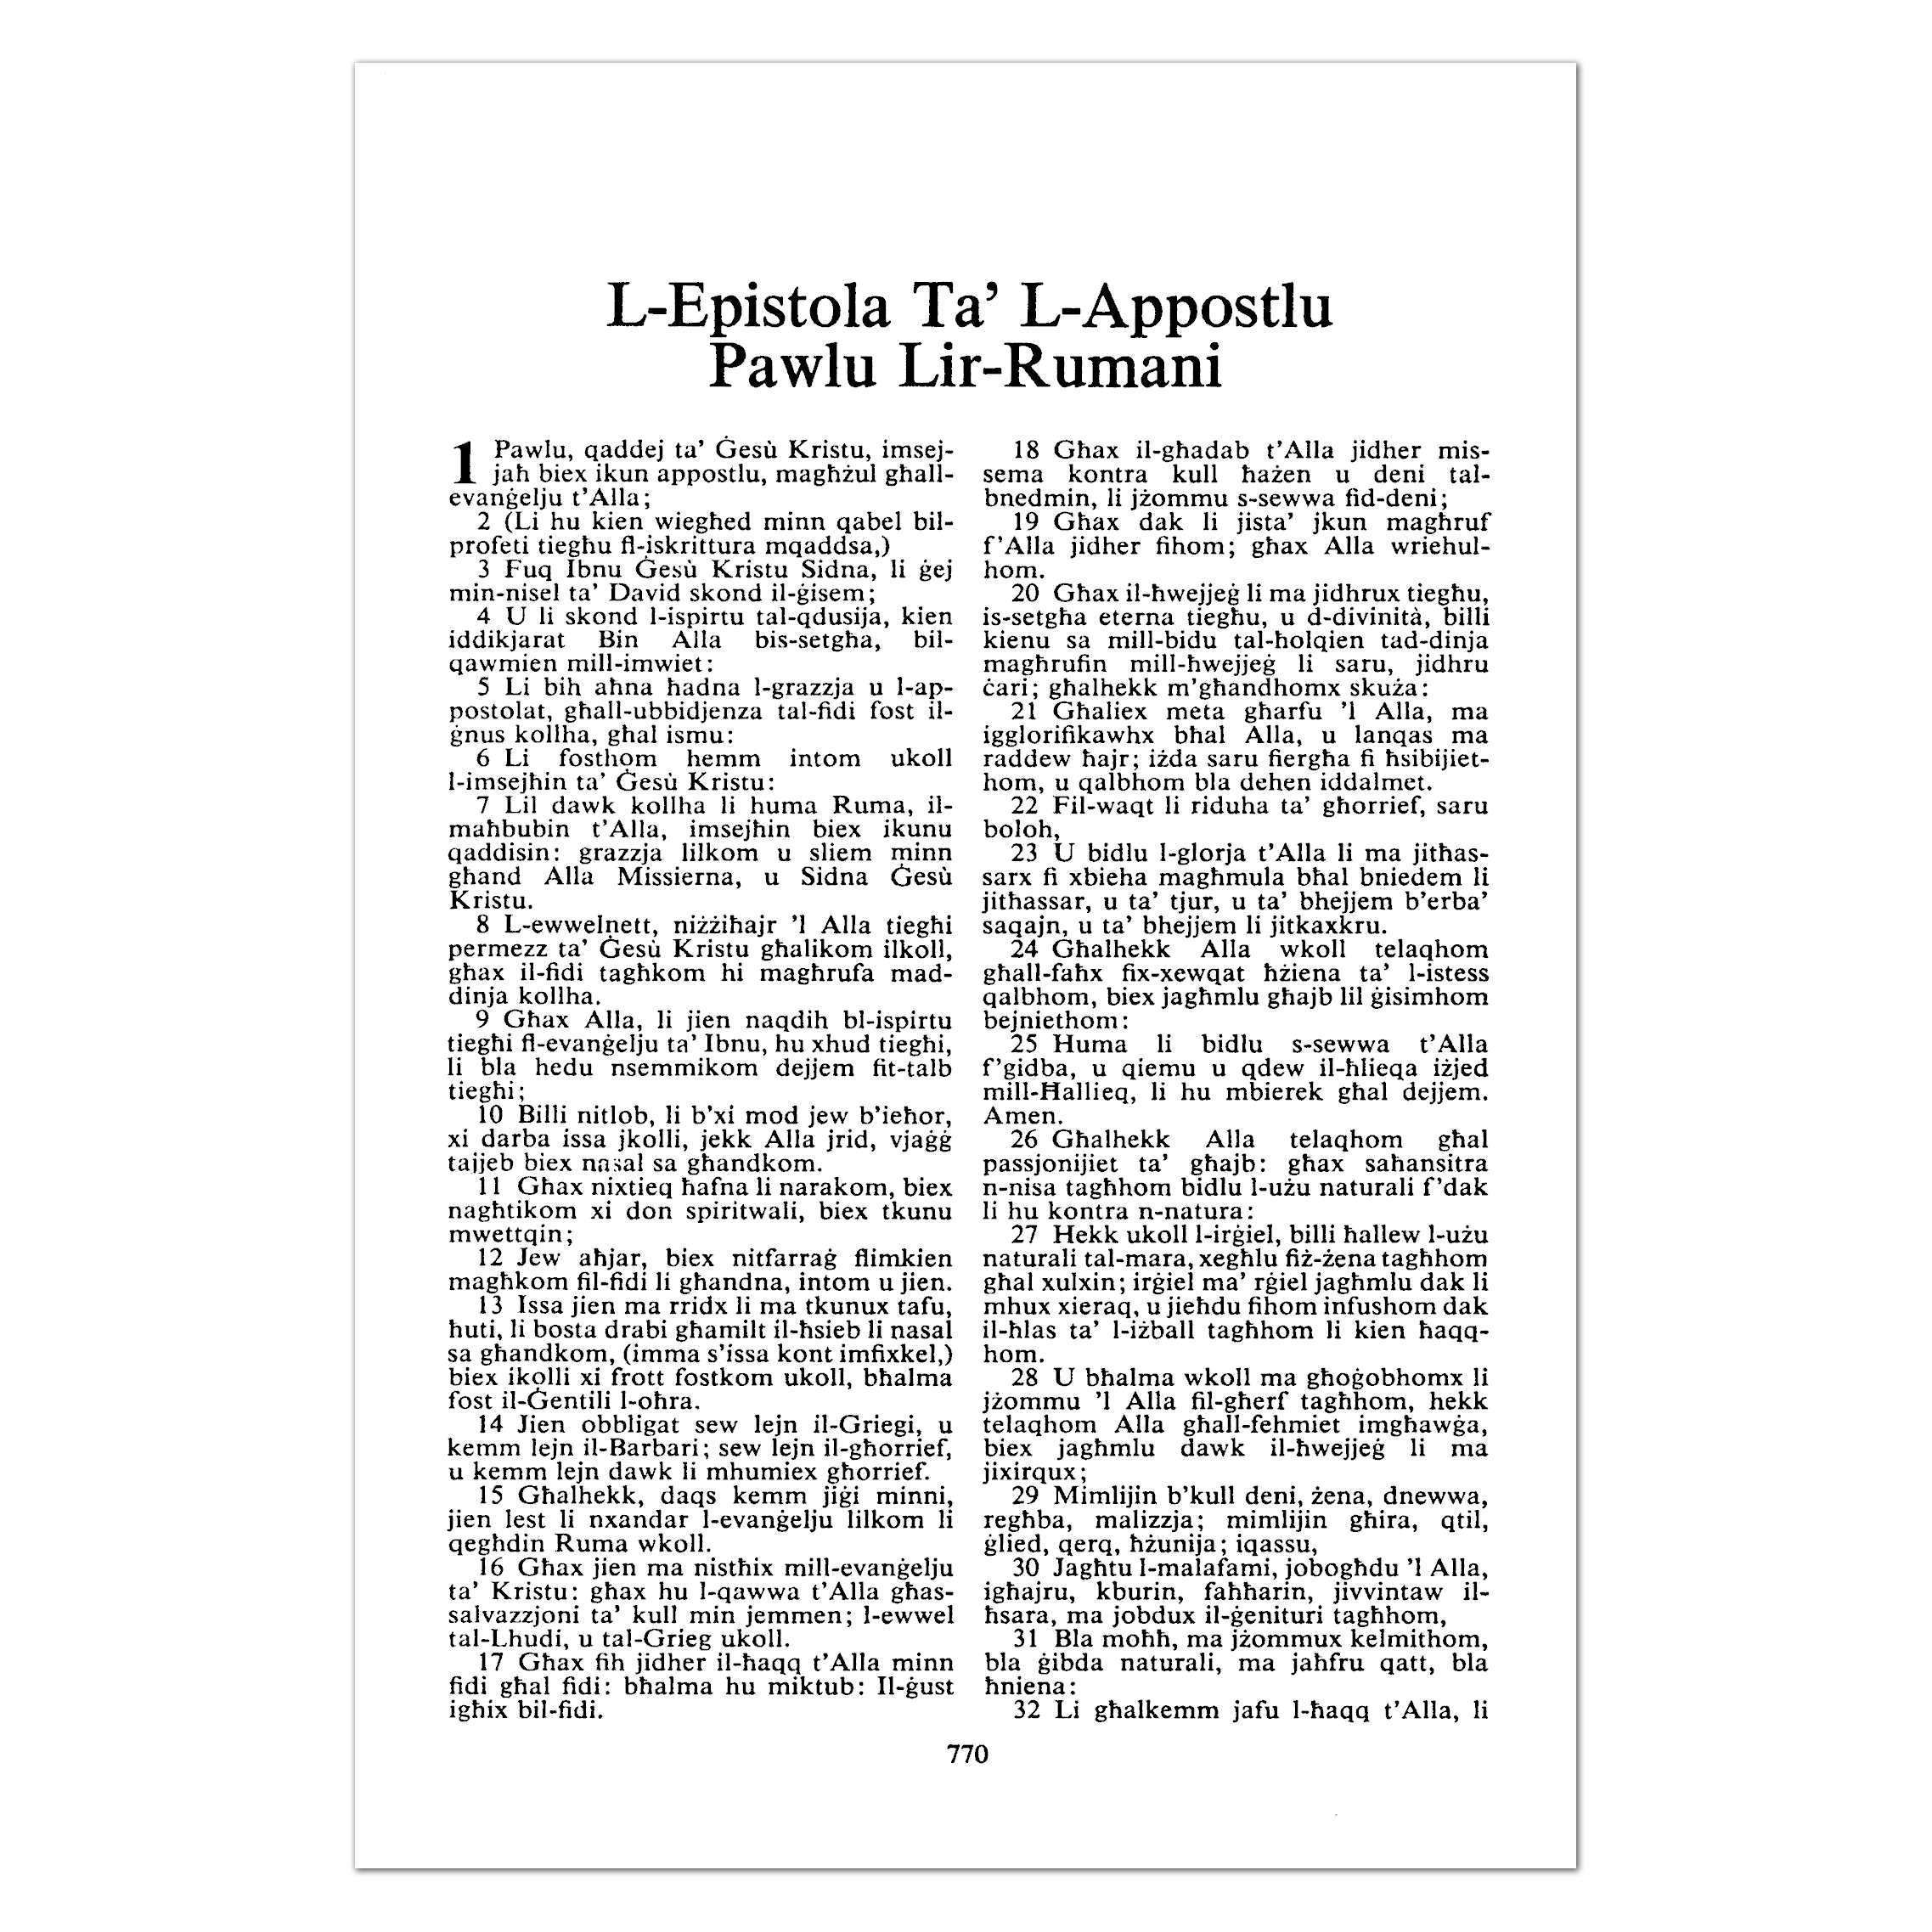 L-Epistola Ta’ L-Appostlu
Pawlu Lir-Rumani
1 Pawlu, qaddej ta’ Ġesù Kristu, imsej-
jaħ biex ikun appostlu, magħżul għall-
evanġelju t’Alla;
2 (Li hu kien wiegħed minn qabel bil-
profeti tiegħu fl-iskrittura mqaddsa,)
3 Fuq Ibnu Ġesù Kristu Sidna, li ġej
min-nisel ta’ David skond il-ġisem;
4 U li skond l-ispirtu tal-qdusija, kien
iddikjarat Bin Alla bis-setgħa, bil-
qawmien mill-imwiet:
5 Li bih aħna ħadna l-grazzja u l-ap-
postolat, għall-ubbidjenza tal-fidi fost il-
ġnus kollha, għal ismu:
6 Li fosthom hemm intom ukoll
l-imsejħin ta’ Ġesù Kristu:
7 Lil dawk kollha li huma Ruma, il-
maħbubin t’Alla, imsejħin biex ikunu
qaddisin: grazzja lilkom u sliem minn
għand Alla Missierna, u Sidna Ġesù
Kristu.
8 L-ewwelnett, niżżiħajr ’l Alla tiegħi
permezz ta’ Ġesù Kristu għalikom ilkoll,
għax il-fidi tagħkom hi magħrufa mad-
dinja kollha.
9 Għax Alla, li jien naqdih bl-ispirtu
tiegħi fl-evanġelju ta’ Ibnu, hu xhud tiegħi,
li bla hedu nsemmikom dejjem fit-talb
tiegħi;
10 Billi nitlob, li b’xi mod jew b’ieħor,
xi darba issa jkolli, jekk Alla jrid, vjaġġ
tajjeb biex nasal sa għandkom.
11 Għax nixtieq ħafna li narakom, biex
nagħtikom xi don spiritwali, biex tkunu
mwettqin;
12 Jew aħjar, biex nitfarraġ flimkien
magħkom fil-fidi li għandna, intom u jien.
13 Issa jien ma rridx li ma tkunux tafu,
ħuti, li bosta drabi għamilt il-ħsieb li nasal
sa għandkom, (imma s’issa kont imfixkel,)
biex ikolli xi frott fostkom ukoll, bħalma
fost il-Ġentili l-oħra.
14 Jien obbligat sew lejn il-Griegi, u
kemm lejn il-Barbari; sew lejn il-għorrief,
u kemm lejn dawk li mhumiex għorrief.
15 Għalhekk, daqs kemm jiġi minni,
jien lest li nxandar l-evanġelju lilkom li
qegħdin Ruma wkoll.
16 Għax jien ma nistħix mill-evanġelju
ta’ Kristu: għax hu l-qawwa t’Alla għas-
salvazzjoni ta’ kull min jemmen; l-ewwel
tal-Lhudi, u tal-Grieg ukoll.
17 Għax fih jidher il-ħaqq t’Alla minn
fidi għal fidi: bħalma hu miktub: Il-ġust
igħix bil-fidi.
18 Għax il-għadab t’Alla jidher mis-
sema kontra kull ħażen u deni tal-
bnedmin, li jżommu s-sewwa fid-deni;
19 Għax dak li jista’ jkun magħruf
f’Alla jidher fihom; għax Alla wriehul-
hom.
20 Għax il-ħwejjeġ li ma jidhrux tiegħu,
is-setgħa eterna tiegħu, u d-divinità, billi
kienu sa mill-bidu tal-ħolqien tad-dinja
magħrufin mill-ħwejjeġ li saru, jidhru
ċari; għalhekk m’għandhomx skuża:
21 Għaliex meta għarfu ’l Alla, ma
igglorifikawhx bħal Alla, u lanqas ma
raddew ħajr; iżda saru fiergħa fi ħsibijiet-
hom, u qalbhom bla dehen iddalmet.
22 Fil-waqt li riduha ta’ għorrief, saru
boloh,
23 U bidlu l-glorja t’Alla li ma jitħas-
sarx fi xbieha magħmula bħal bniedem li
jitħassar, u ta’ tjur, u ta’ bhejjem b’erba’
saqajn, u ta’ bhejjem li jitkaxkru.
24 Għalhekk Alla wkoll telaqhom
għall-faħx fix-xewqat ħżiena ta’ l-istess
qalbhom, biex jagħmlu għajb lil ġisimhom
bejniethom:
25 Huma li bidlu s-sewwa t’Alla
f’gidba, u qiemu u qdew il-ħlieqa iżjed
mill-Ħallieq, li hu mbierek għal dejjem.
Amen.
26 Għalhekk Alla telaqhom għal
passjonijiet ta’ għajb: għax saħansitra
n-nisa tagħhom bidlu l-użu naturali f’dak
li hu kontra n-natura:
27 Hekk ukoll l-irġiel, billi ħallew l-użu
naturali tal-mara, xegħlu fiż-żena tagħhom
għal xulxin; irġiel ma’ rġiel jagħmlu dak li
mhux xieraq, u jieħdu fihom infushom dak
il-ħlas ta’ l-iżball tagħhom li kien ħaqq-
hom.
28 U bħalma wkoll ma għoġobhomx li
jżommu ’l Alla fil-għerf tagħhom, hekk
telaqhom Alla għall-fehmiet imgħawġa,
biex jagħmlu dawk il-ħwejjeġ li ma
jixirqux;
29 Mimlijin b’kull deni, żena, dnewwa,
regħba, malizzja; mimlijin għira, qtil,
ġlied, qerq, ħżunija; iqassu,
30 Jagħtu l-malafami, jobogħdu ’l Alla,
igħajru, kburin, faħħarin, jivvintaw il-
ħsara, ma jobdux il-ġenituri tagħhom,
31 Bla moħħ, ma jżommux kelmithom,
bla ġibda naturali, ma jaħfru qatt, bla
ħniena:
32 Li għalkemm jafu l-ħaqq t’Alla, li
770